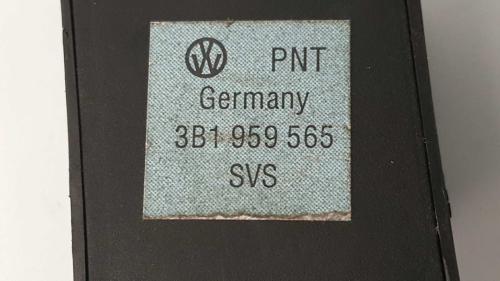 PNT
Germany
3B1 959 565
SVS